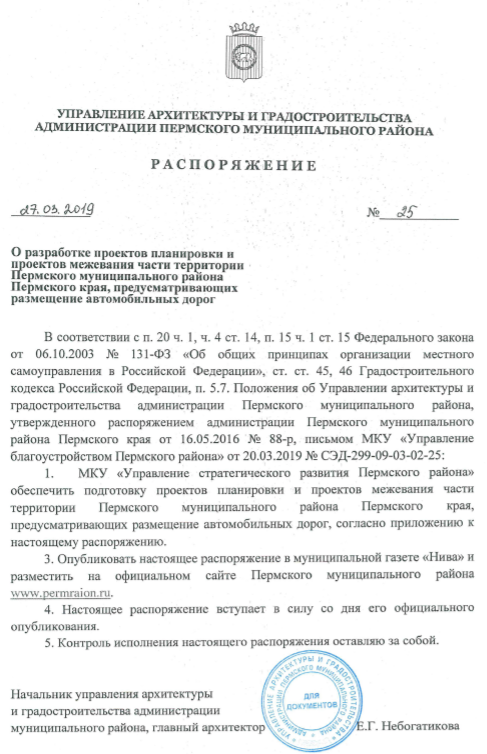 УПРАВЛЕНИЕ АРХИТЕКТУРЫ И ГРАДОСТРОИТЕЛЬСТВА
АДМИНИСТРАЦИИ ПЕРМСКОГО МУНИЦИПАЛЬНОГО РАЙОНА
РАСПОРЯЖЕНИЕ
27.03.2019 № 25
О разработке проектов планировки и
проектов межевания части территории
Пермского муниципального района
Пермского края, предусматривающих
размещение автомобильных дорог
В соответствии с п. 20 ч. 1, ч. 4 ст. 14, п. 15 ч. 1 ст. 15 Федерального закона
от 06.10.2003 № 131-ФЗ «Об общих принципах организации местного
самоуправления в Российской Федерации», ст. ст. 45, 46 Градостроительного
кодекса Российской Федерации, п. 5.7. Положения об Управлении архитектуры и
градостроительства администрации Пермского муниципального района,
утвержденного распоряжением администрации Пермского муниципального
района Пермского края от 16.05.2016 № 88-р, письмом МКУ «Управление
благоустройством Пермского района» от 20.03.2019 № СЭД-299-09-03-02-25:
1. МКУ «Управление стратегического развития Пермского района»
обеспечить подготовку проектов планировки и проектов межевания части
территории Пермского муниципального района Пермского края,
предусматривающих размещение автомобильных дорог, согласно приложению к
настоящему распоряжению.
3. Опубликовать настоящее распоряжение в муниципальной газете «Нива» и
разместить на официальном сайте Пермского муниципального района
www.permraion.ru.
4. Настоящее распоряжение вступает в силу со дня его официального
опубликования.
5. Контроль исполнения настоящего распоряжения оставляю за собой.
Начальник управления архитектуры
и градостроительства администрации
муниципального района, главный архитектор Е.Г. Небогатикова
ДЛЯ
ДОКУМЕНТОВ